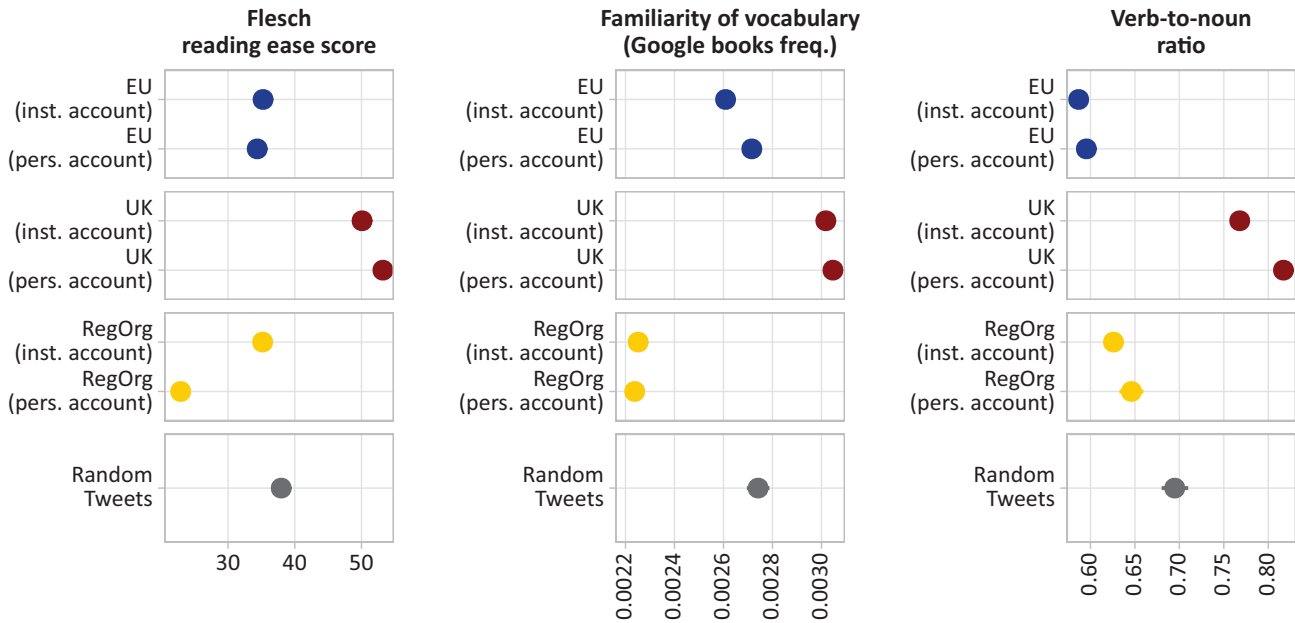 Flesch
reading ease score
EU
(inst. account)
EU
(pers. account)
UK
(inst. account)
UK
(pers. account)
RegOrg
(inst. account)
RegOrg
(pers. account)
Random
Tweets
30 40 50
Familiarity of vocabulary
(Google books freq.)
EU
(inst. account)
EU
(pers. account)
UK
(inst. account)
UK
(pers. account)
RegOrg
(inst. account)
RegOrg
(pers. account)
Random
Tweets
0.0022
0.0024
0.0026
0.0028
0.0030
Verb-to-noun
ratio
EU
(inst. account)
EU
(pers. account)
UK
(inst. account)
UK
(pers. account)
RegOrg
(inst. account)
RegOrg
(pers. account)
Random
Tweets
0.60
0.65
0.70
0.75
0.80